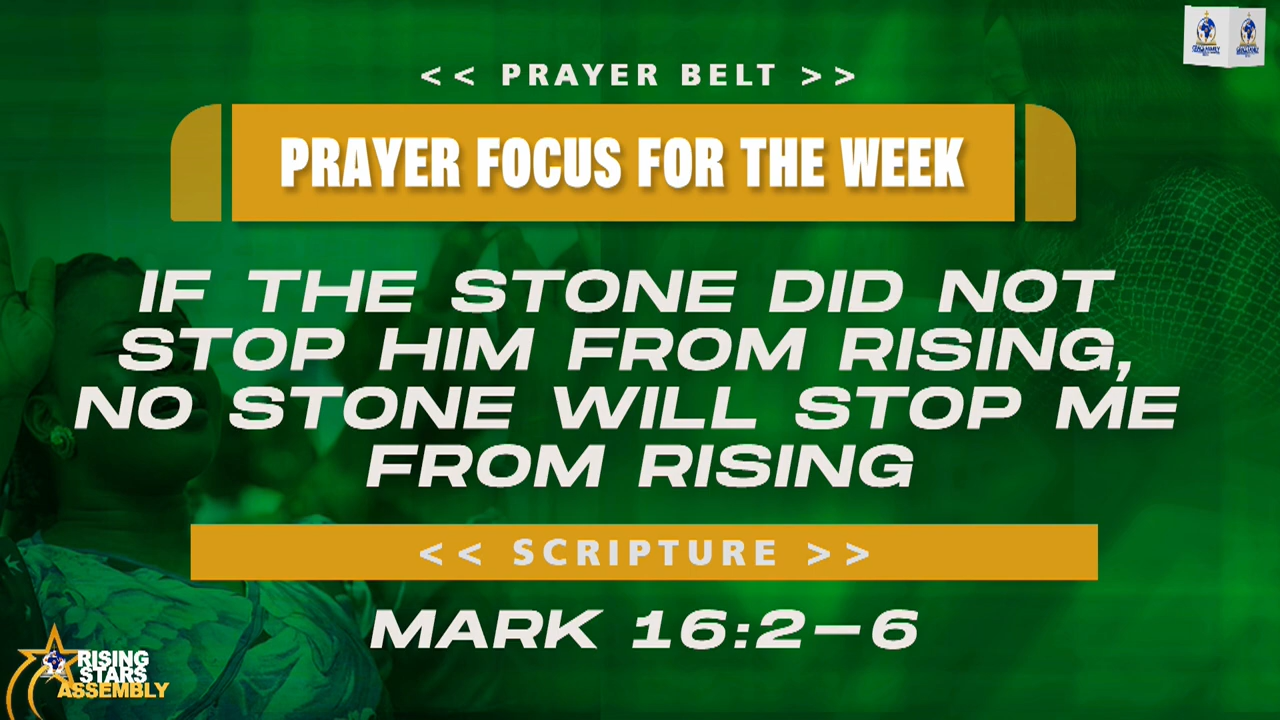 << PRAYER BELT >>
PRAYER FOCUS FOR THE WEEK
IF THE STONE DID NOT
STOP HIM FROM RISING,
NO STONE WILL STOP ME
FROM RISING
<< SCRIPTURE >>
MARK 16:2–6
RISING
STARS
ASSEMBLY